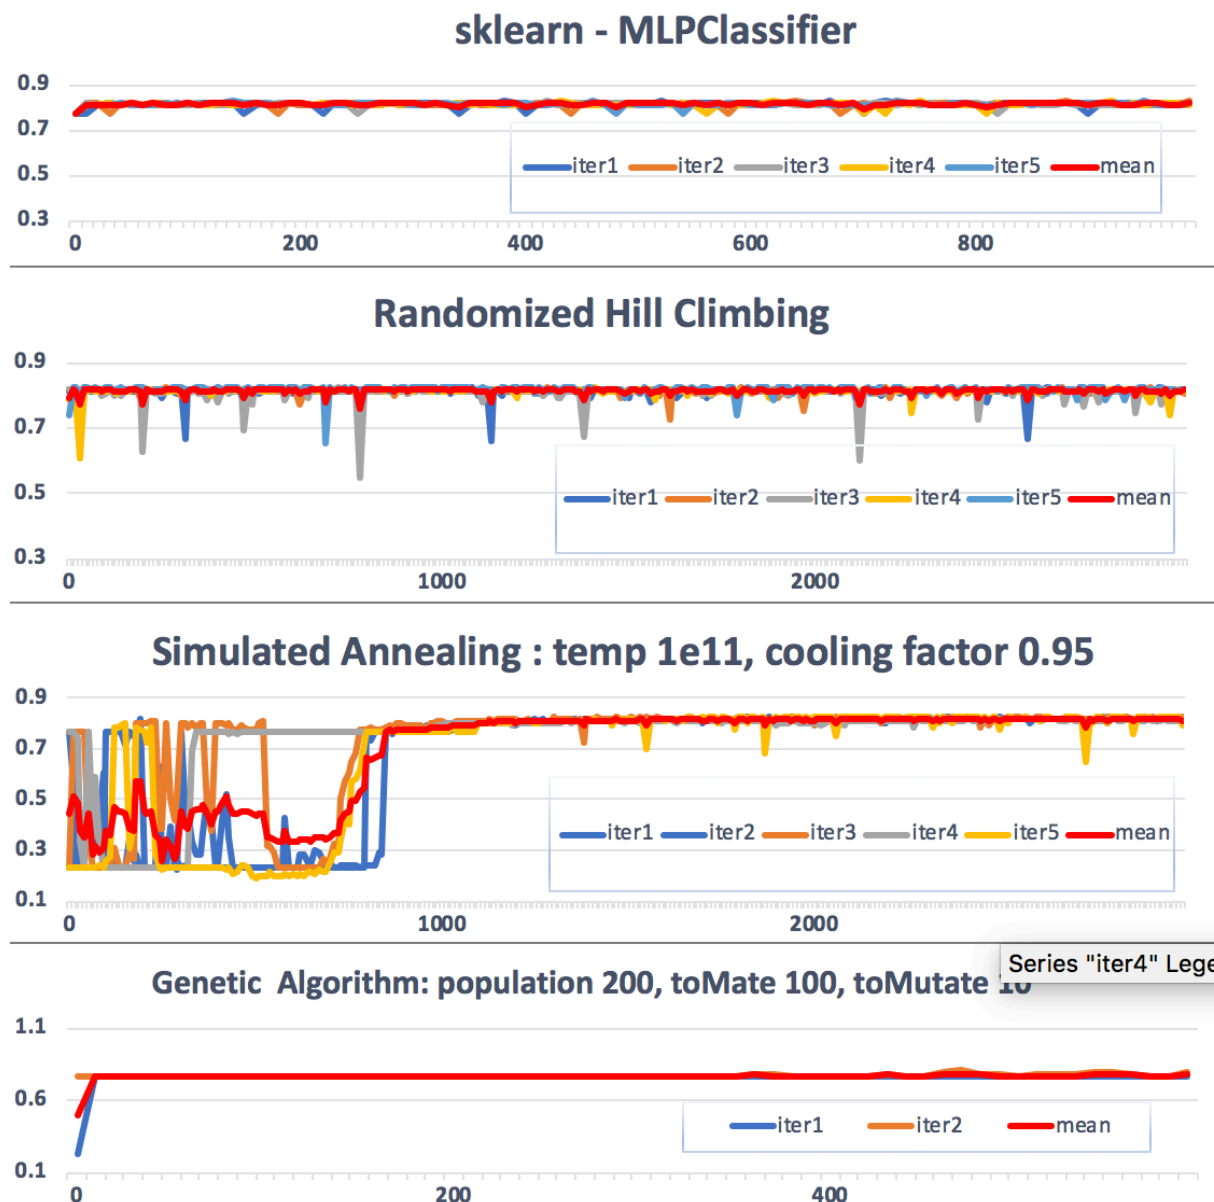 sklearn - MLPClassifier
0.9
0.7
iter1 iter2 iter3 iter4 iter5 mean
0.5
0.3
0 200 400 600 800
Randomized Hill Climbing
0.9
0.7
0.5
iter1 iter2 iter3 iter4 iter5 mean
0.3
0 1000 2000
Simulated Annealing : temp 1e11, cooling factor 0.95
0.9
0.7
0.5
iter1 iter2 iter3 iter4 iter5 mean
0.3
0.1
0 1000 2000
Series "iter4" Lege
Genetic Algorithm: population 200, toMate 100, toMutate 10
1.1
0.6
iter1 iter2 mean
0.1
0 200 400